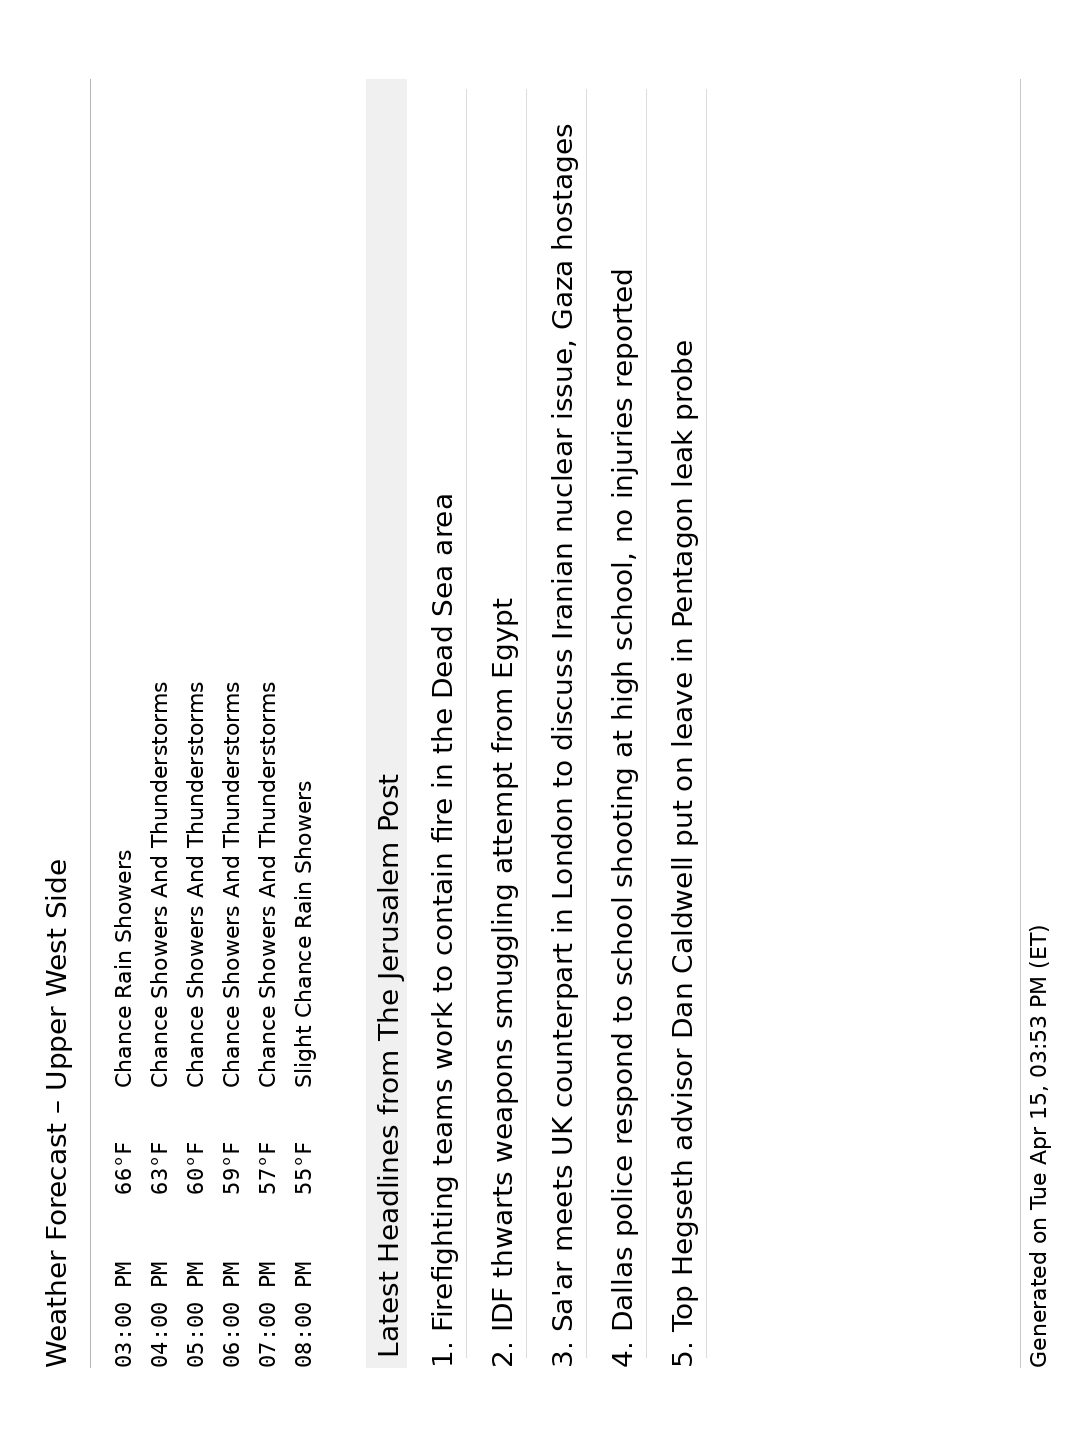 Weather Forecast – Upper West Side
03:00 PM 66°F Chance Rain Showers
04:00 PM 63°F Chance Showers And Thunderstorms
05:00 PM 60°F Chance Showers And Thunderstorms
06:00 PM 59°F Chance Showers And Thunderstorms
07:00 PM 57°F Chance Showers And Thunderstorms
08:00 PM 55°F Slight Chance Rain Showers
Latest Headlines from The Jerusalem Post
1. Firefighting teams work to contain fire in the Dead Sea area
2. IDF thwarts weapons smuggling attempt from Egypt
3. Sa'ar meets UK counterpart in London to discuss Iranian nuclear issue, Gaza hostages
4. Dallas police respond to school shooting at high school, no injuries reported
5. Top Hegseth advisor Dan Caldwell put on leave in Pentagon leak probe
Generated on Tue Apr 15, 03:53 PM (ET)